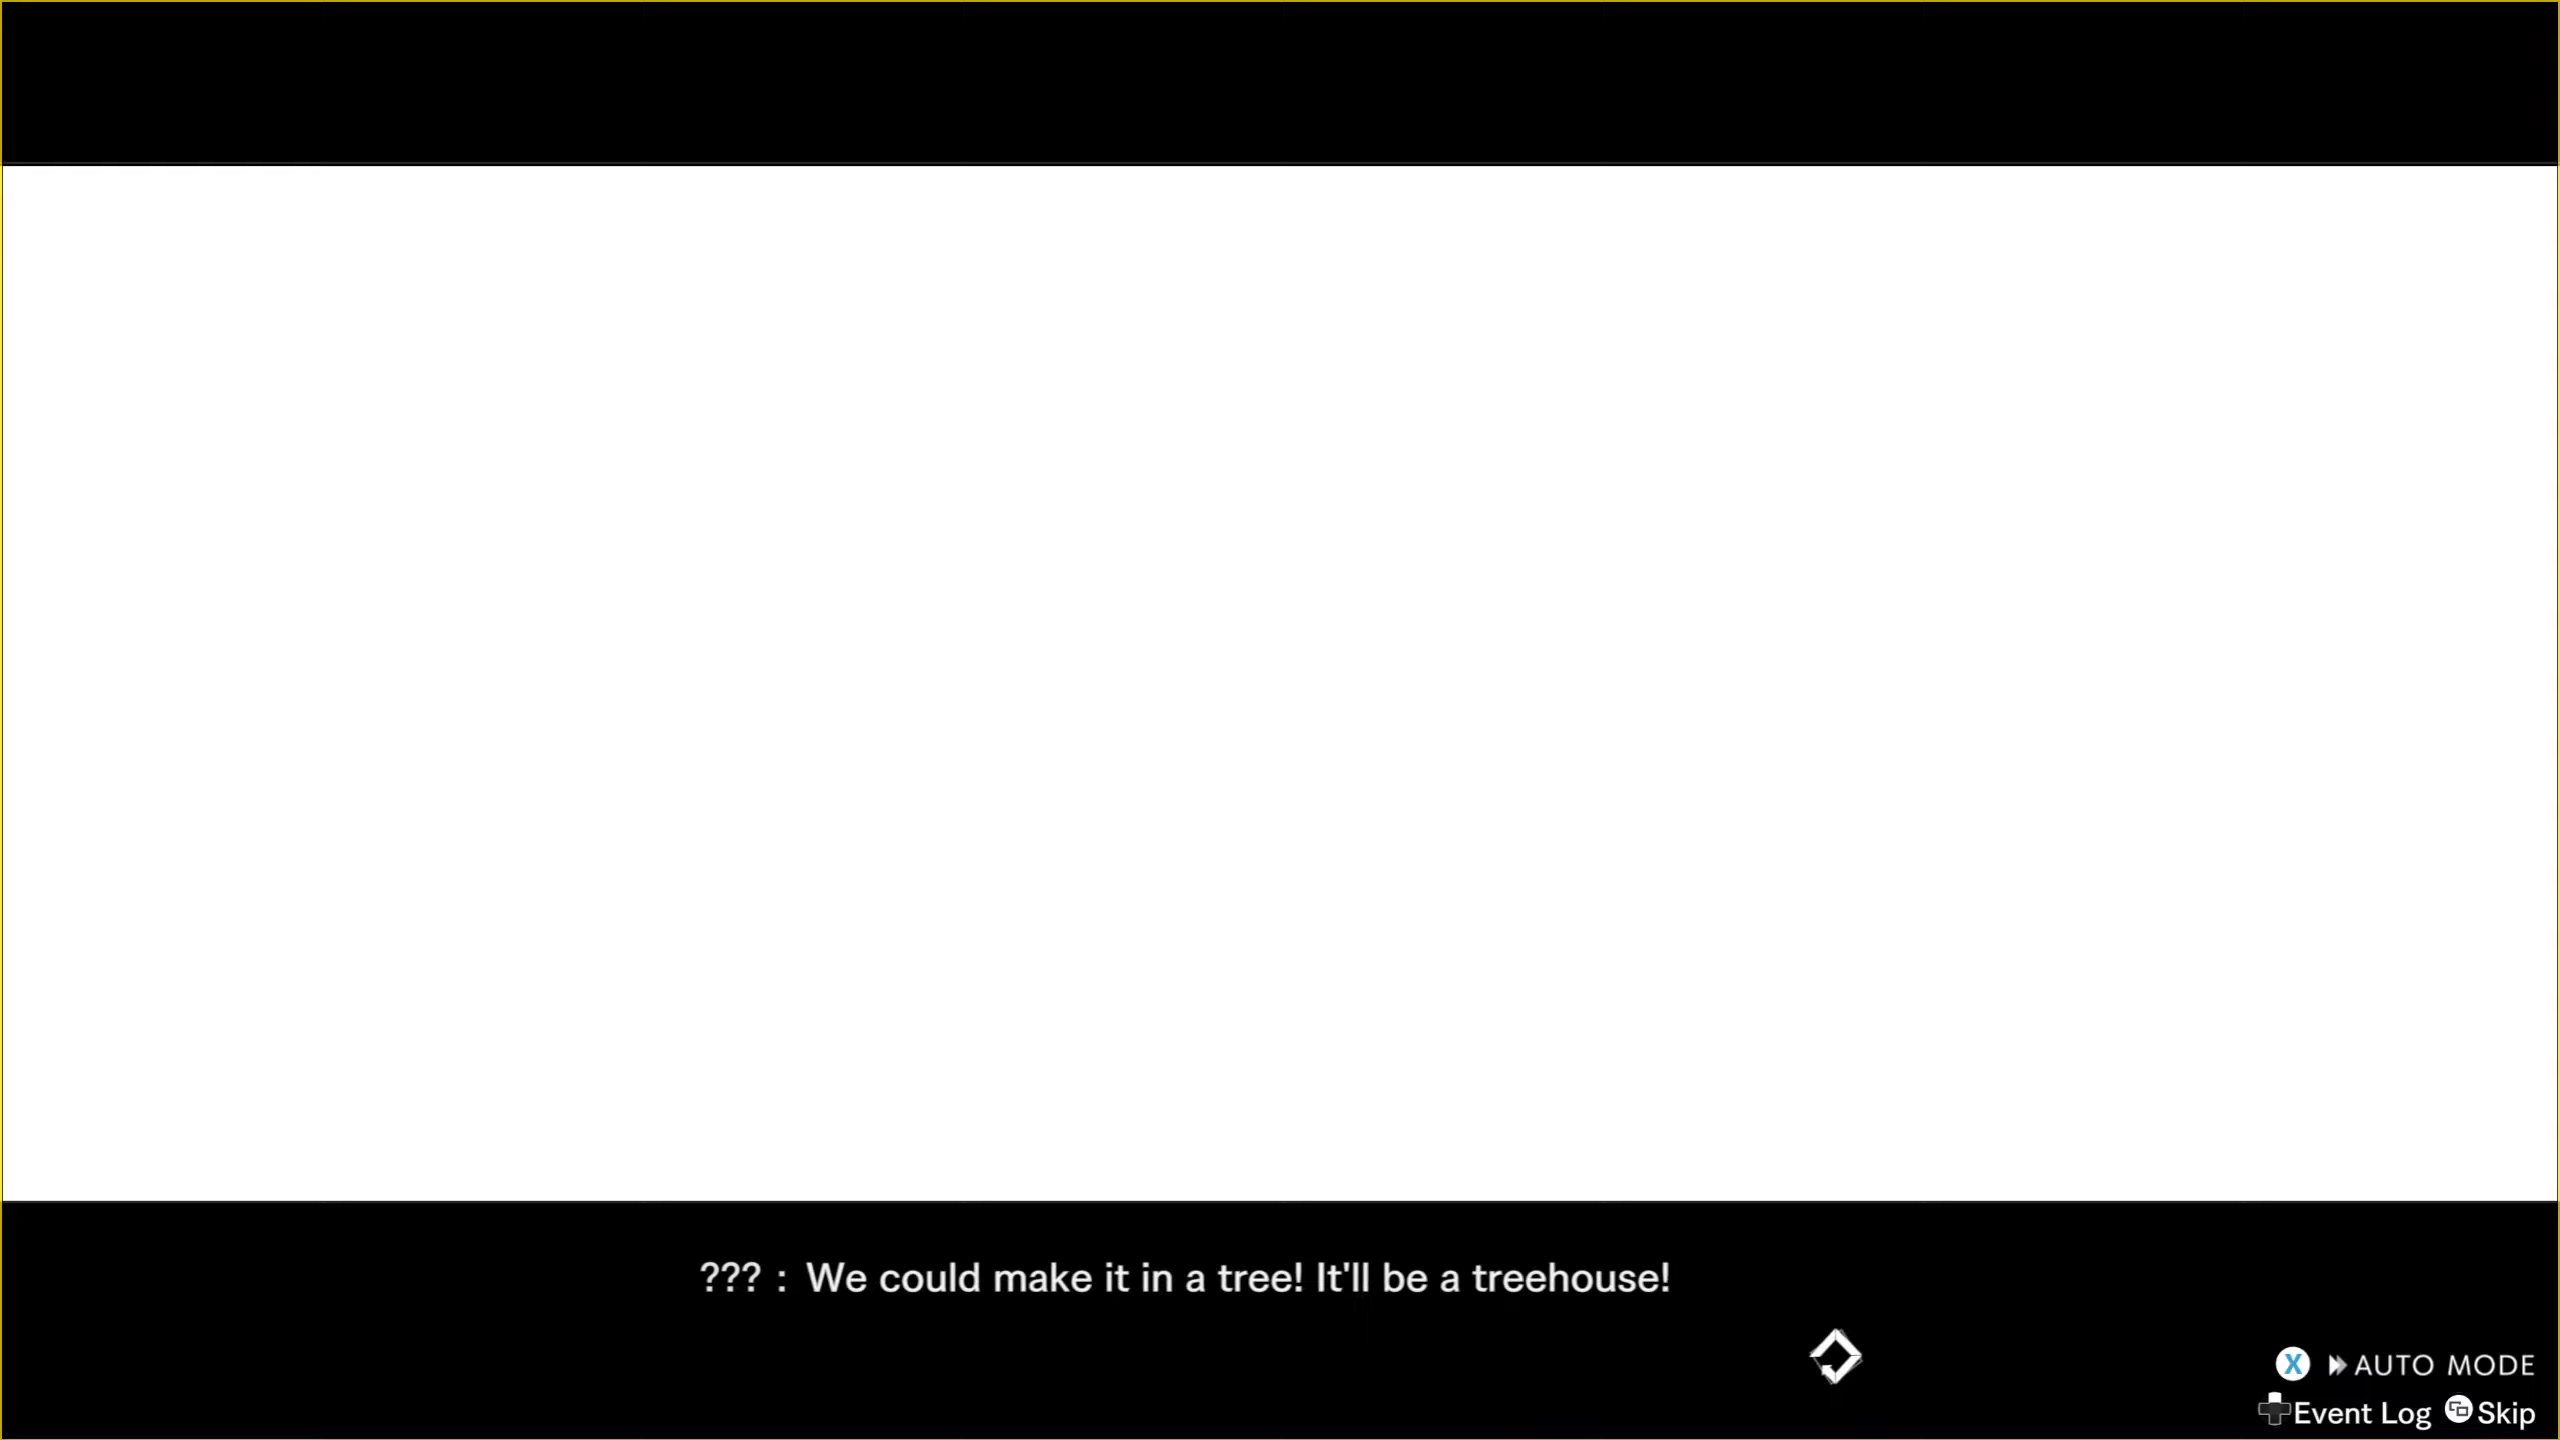 ??? : We could make it in a tree! It'll be a treehouse!
X AUTO MODE
Event Log Skip